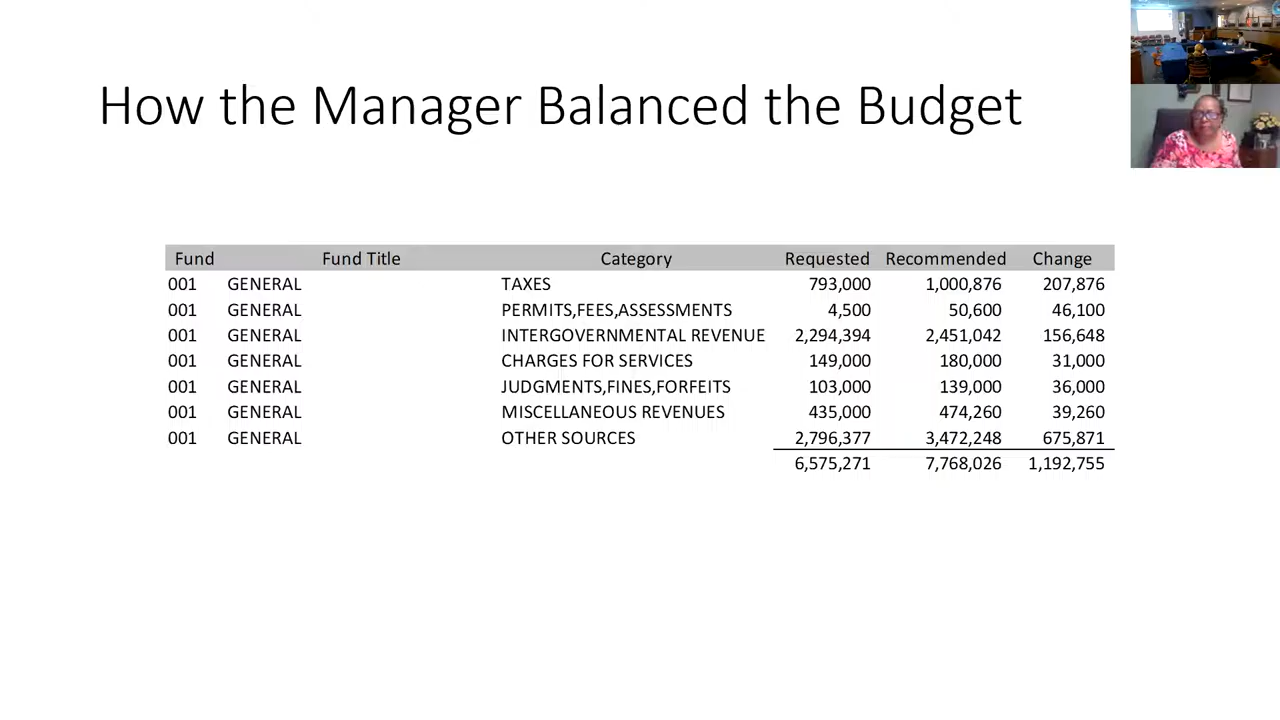 How the Manager Balanced the Budget
Fund Fund Title Category Requested Recommended Change
001 GENERAL TAXES 793,000 1,000,876 207,876
001 GENERAL PERMITS,FEES,ASSESSMENTS 4,500 50,600 46,100
001 GENERAL INTERGOVERNMENTAL REVENUE 2,294,394 2,451,042 156,648
001 GENERAL CHARGES FOR SERVICES 149,000 180,000 31,000
001 GENERAL JUDGMENTS,FINES,FORFEITS 103,000 139,000 36,000
001 GENERAL MISCELLANEOUS REVENUES 435,000 474,260 39,260
001 GENERAL OTHER SOURCES 2,796,377 3,472,248 675,871
6,575,271 7,768,026 1,192,755